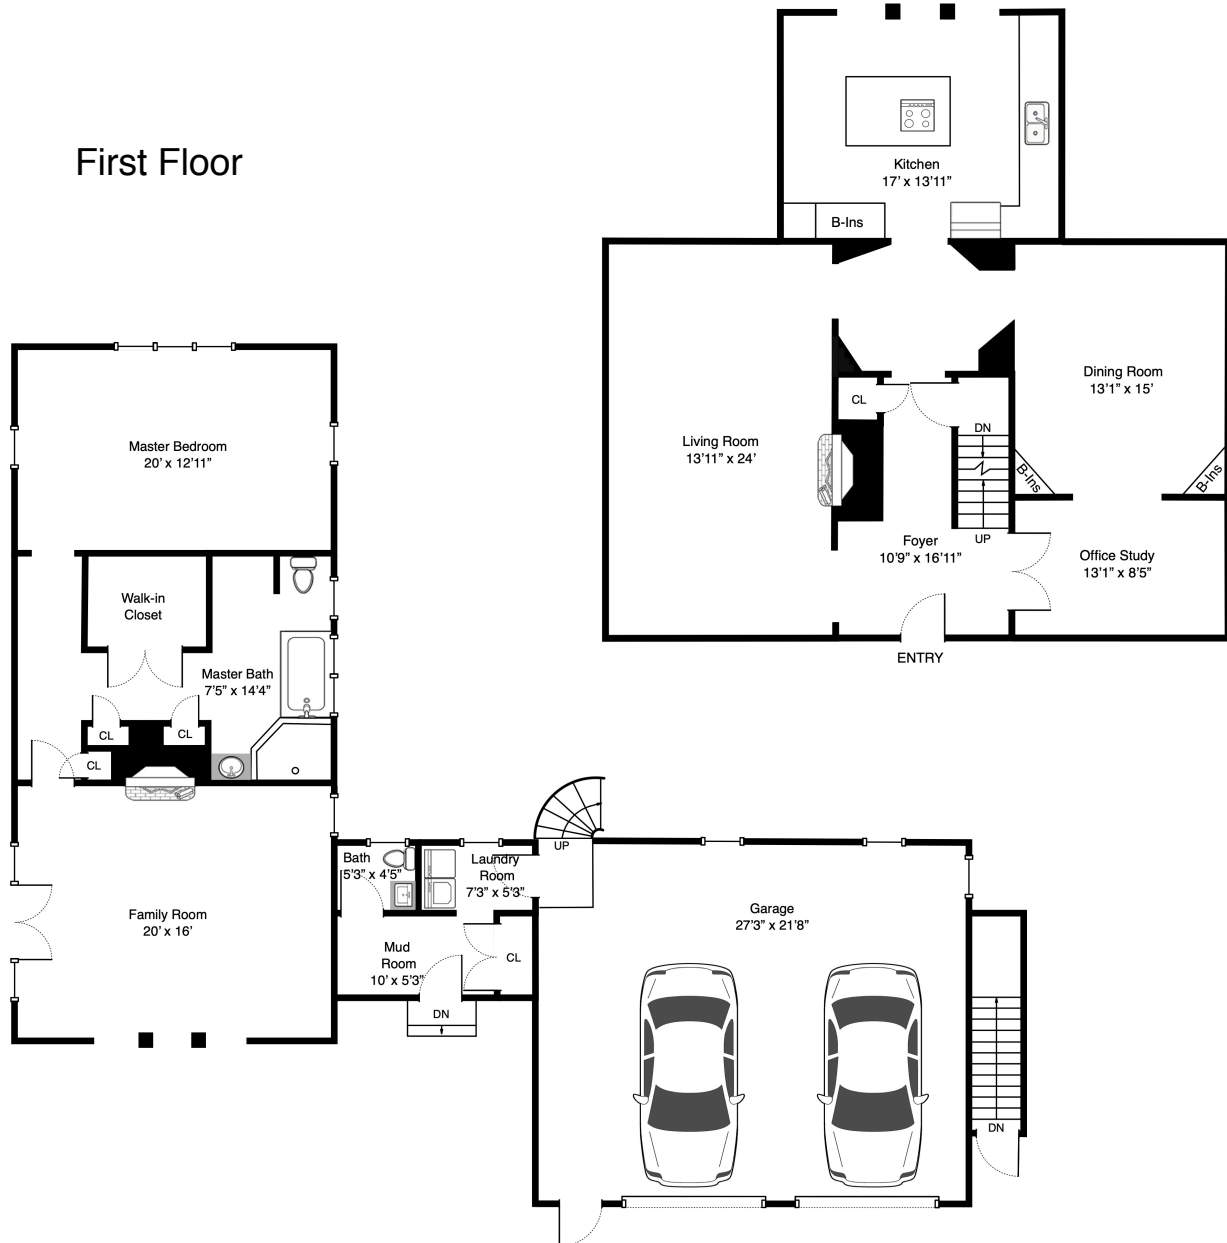 First Floor
Kitchen
17’ x 13’11”
B-Ins
Dining Room
13’1” x 15’
CL
DN
Living Room
13’11” x 24’
B-Ins
B-Ins
UP
Foyer
10’9” x 16’11”
Office Study
13’1” x 8’5”
ENTRY
Master Bedroom
20’ x 12’11”
Walk-in
Closet
Master Bath
7’5” x 14’4”
CL
CL
CL
UP
Bath
5’3” x 4’5”
Laundry
Room
7’3” x 5’3”
Family Room
20’ x 16’
Garage
27’3” x 21’8”
Mud
Room
10’ x 5’3”
CL
DN
DN